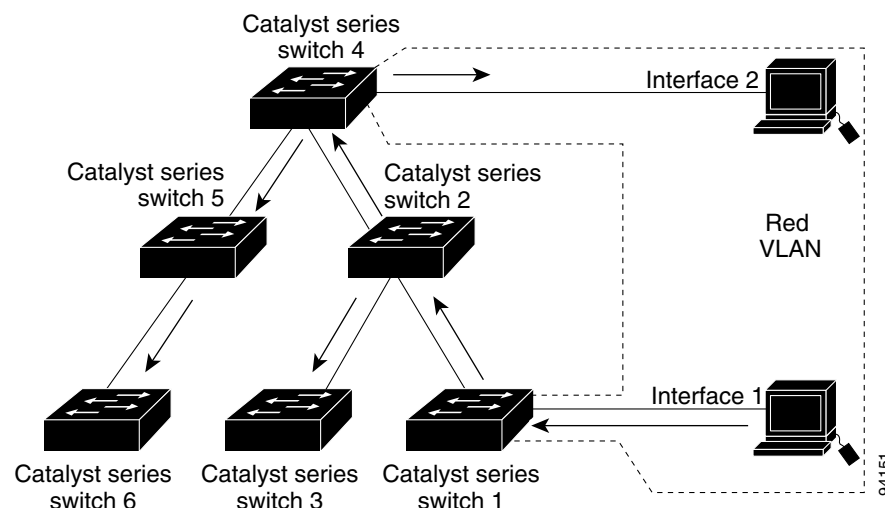 Catalyst series
switch 4
Interface 2
Catalyst series
switch 5
Catalyst series
switch 2
Red
VLAN
Interface 1
Catalyst series
switch 6
Catalyst series
switch 3
Catalyst series
switch 1
94151